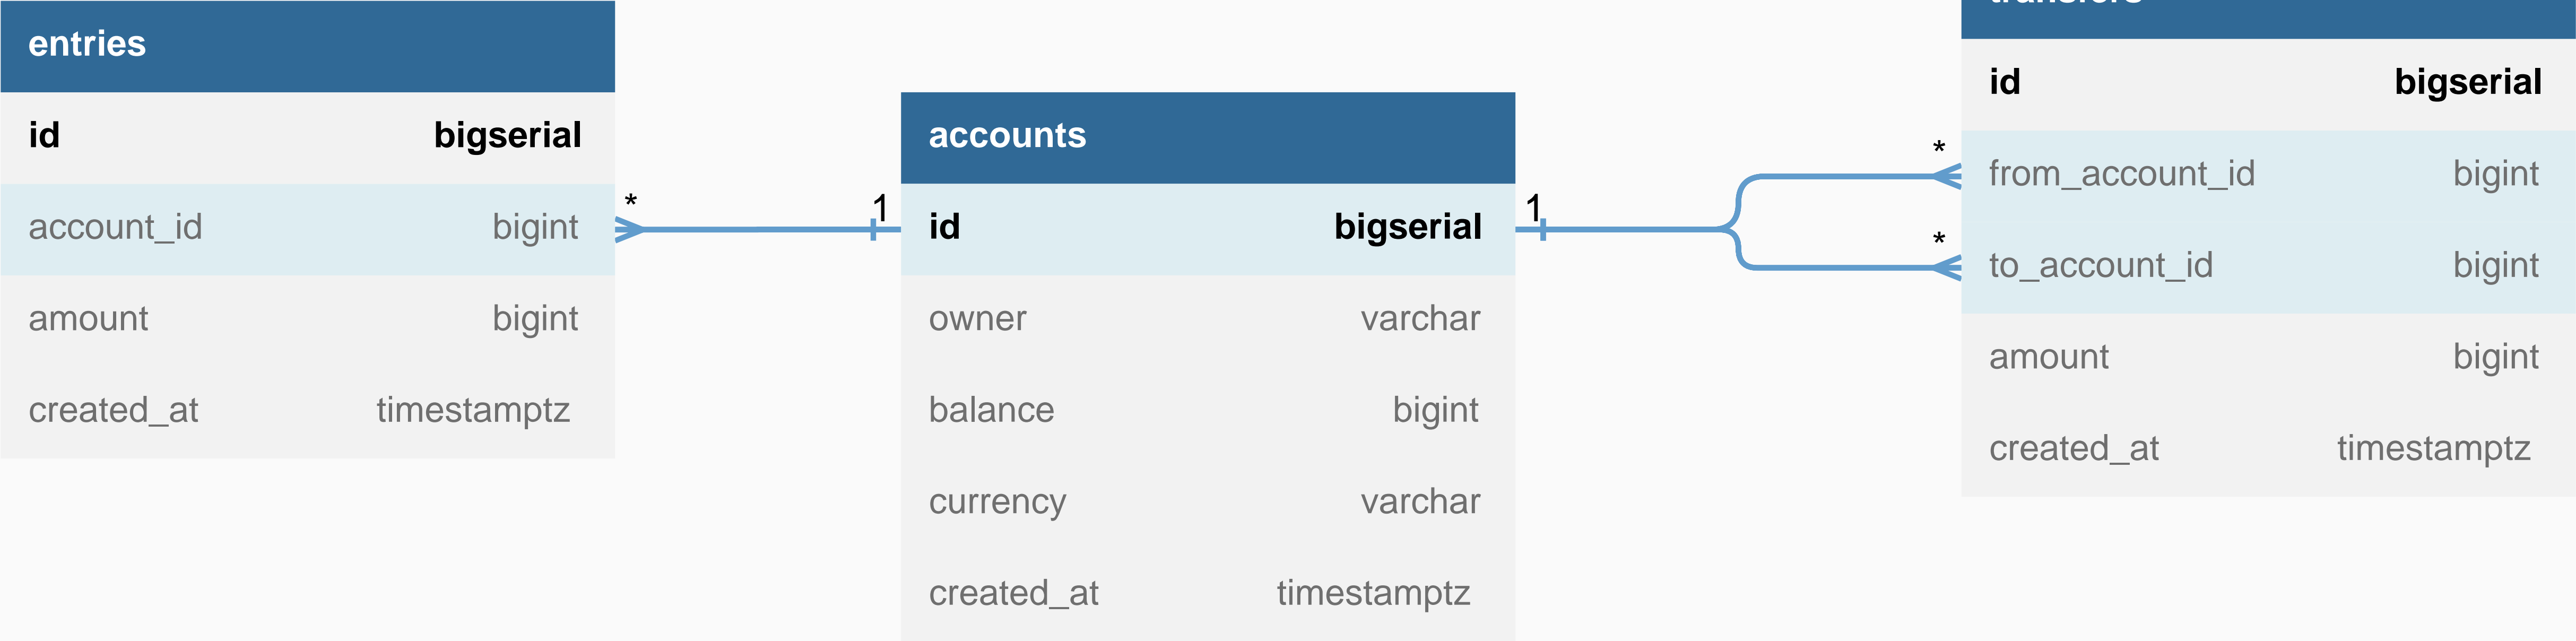 entries
id bigserial
account_id bigint
amount bigint
created_at timestamptz
* 1
accounts
id bigserial
owner varchar
balance bigint
currency varchar
created_at timestamptz
1 * *
transfers
id bigserial
from_account_id bigint
to_account_id bigint
amount bigint
created_at timestamptz